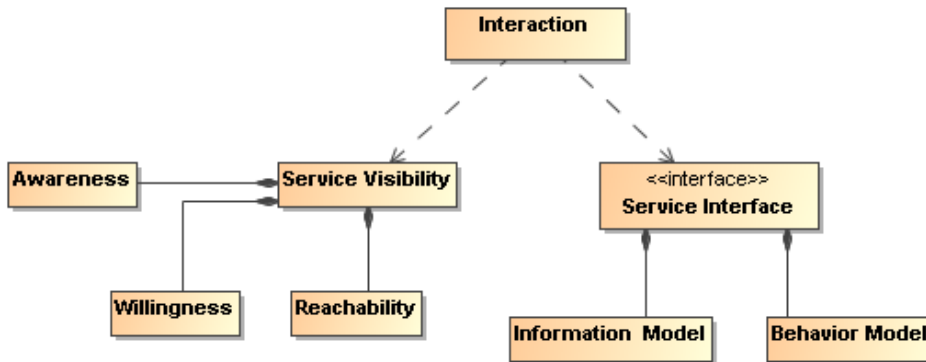 Interaction
Awareness
Service Visibility
<<interface>>
Service Interface
Willingness
Reachability
Information Model
Behavior Model